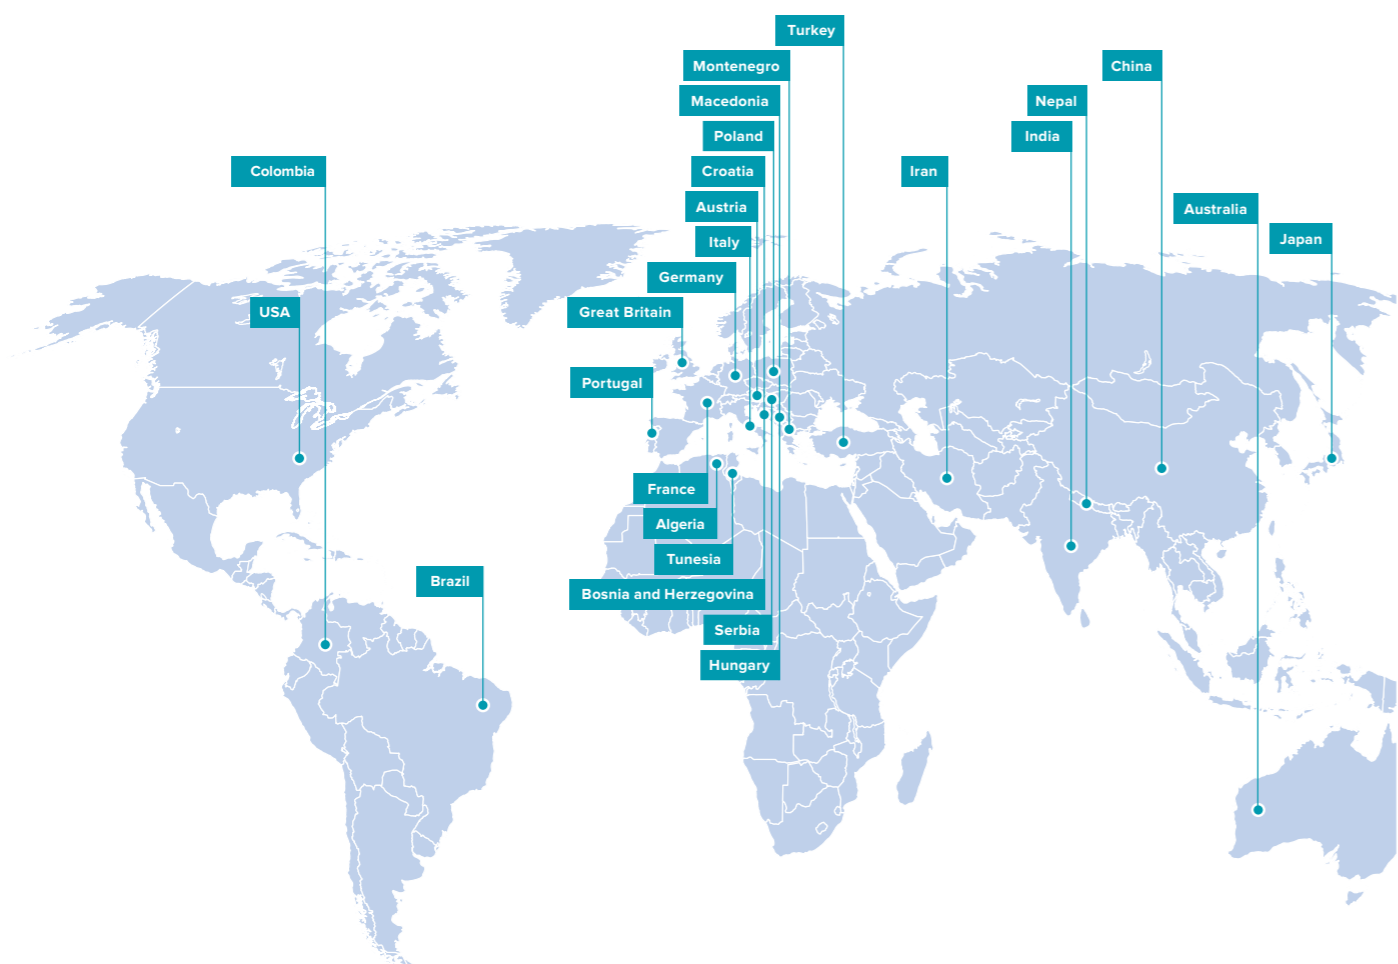 Turkey
Montenegro
China
Macedonia
Nepal
Poland
India
Colombia
Croatia
Iran
Austria
Australia
Italy
Japan
Germany
USA
Great Britain
Portugal
France
Algeria
Tunesia
Brazil
Bosnia and Herzegovina
Serbia
Hungary